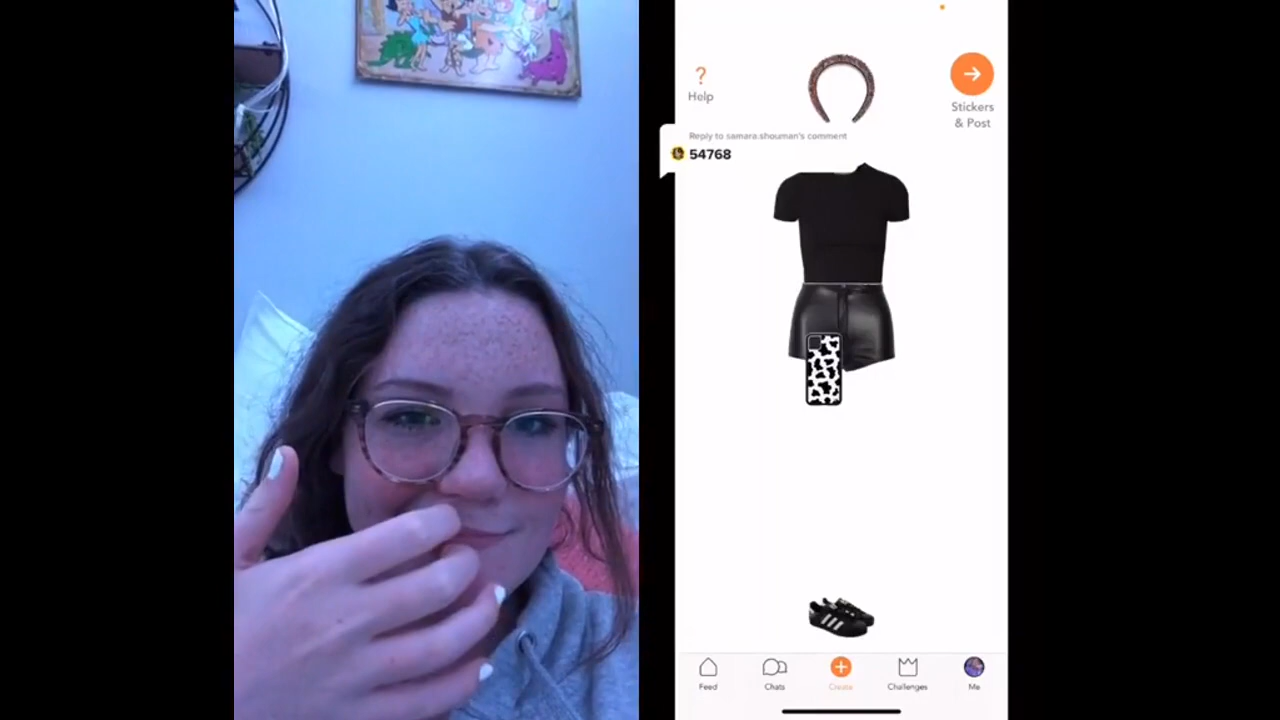 ?
Help
Stickers
& Post
Reply to samara.shouman's comment
54768
Feed
Chats
Create
Challenges
Me